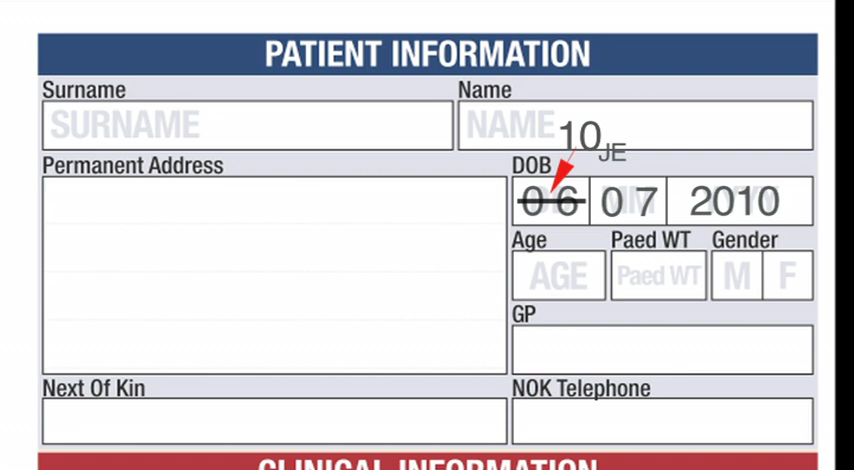 PATIENT INFORMATION
Surname
Name
SURNAME
NAME
10 JE
Permanent Address
DOB
06 07 2010
Age
Paed WT
Gender
AGE
Paed WT
M
F
GP
Next Of Kin
NOK Telephone
CLINICAL INFORMATION